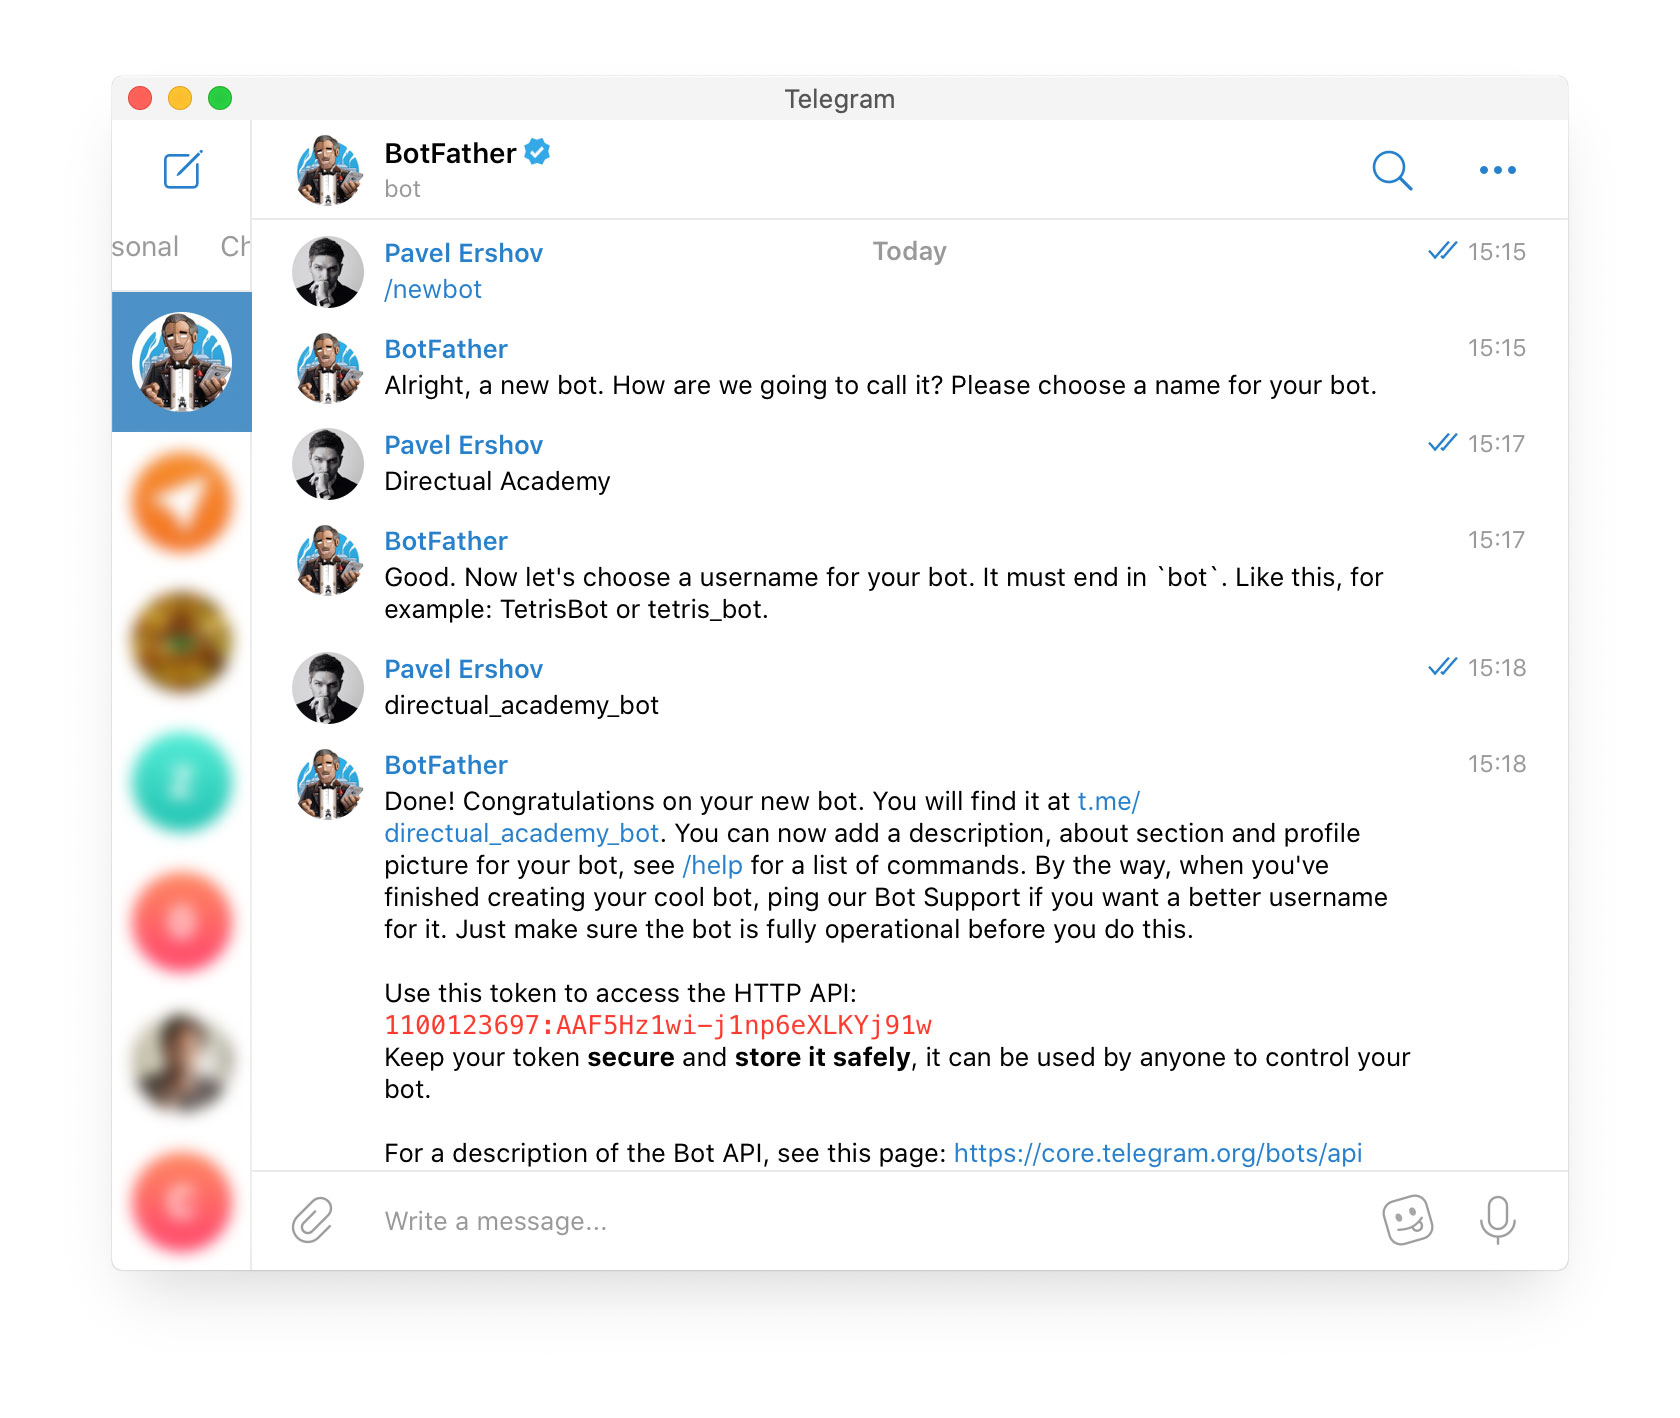 Telegram
BotFather
bot
sonal Ch
Today
Pavel Ershov 15:15
/newbot
BotFather 15:15
Alright, a new bot. How are we going to call it? Please choose a name for your bot.
Pavel Ershov 15:17
Directual Academy
BotFather 15:17
Good. Now let's choose a username for your bot. It must end in `bot`. Like this, for
example: TetrisBot or tetris_bot.
Pavel Ershov 15:18
directual_academy_bot
BotFather 15:18
Done! Congratulations on your new bot. You will find it at t.me/
directual_academy_bot. You can now add a description, about section and profile
picture for your bot, see /help for a list of commands. By the way, when you've
finished creating your cool bot, ping our Bot Support if you want a better username
for it. Just make sure the bot is fully operational before you do this.
Use this token to access the HTTP API:
1100123697:AAF5Hz1wi-j1np6eXLKYj91w
Keep your token secure and store it safely, it can be used by anyone to control your
bot.
For a description of the Bot API, see this page: https://core.telegram.org/bots/api
Write a message...